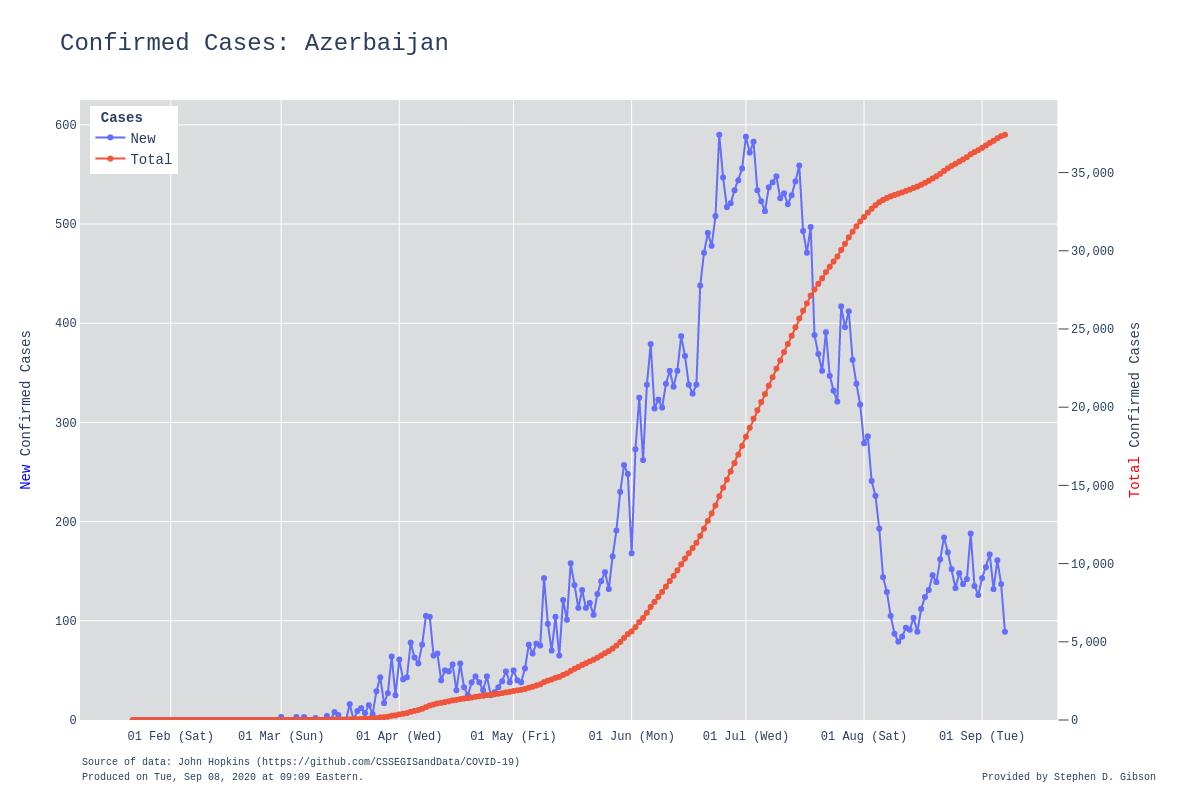 Confirmed Cases: Azerbaijan
Cases
New
Total
600
500
400
300
200
100
0
35,000
30,000
25,000
20,000
15,000
10,000
5,000
0
New Confirmed Cases
Total Confirmed Cases
01 Feb (Sat) 01 Mar (Sun) 01 Apr (Wed) 01 May (Fri) 01 Jun (Mon) 01 Jul (Wed) 01 Aug (Sat) 01 Sep (Tue)
Source of data: John Hopkins (https://github.com/CSSEGISandData/COVID-19)
Produced on Tue, Sep 08, 2020 at 09:09 Eastern.
Provided by Stephen D. Gibson